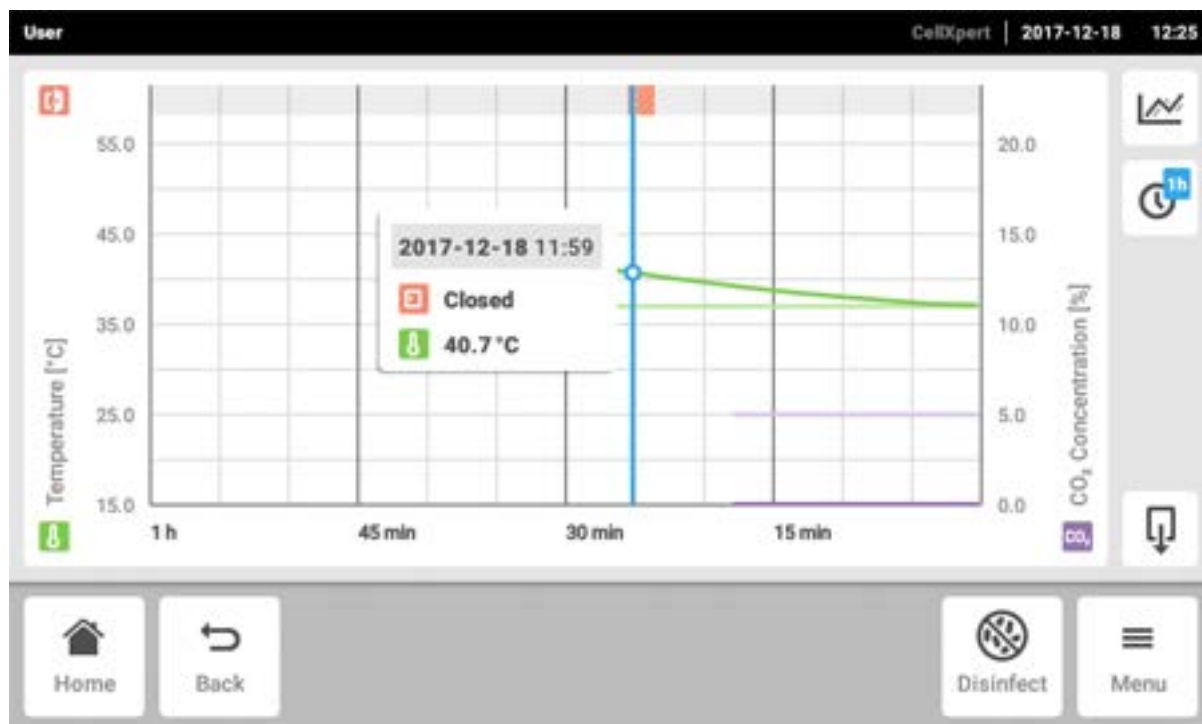 User
CellXpert | 2017-12-18 12:25
1h
55.0
45.0
35.0
25.0
15.0
Temperature [°C]
20.0
15.0
10.0
5.0
0.0
CO₂ Concentration [%]
2017-12-18 11:59
Closed
40.7 °C
1 h
45 min
30 min
15 min
CO₂
Home
Back
Disinfect
Menu